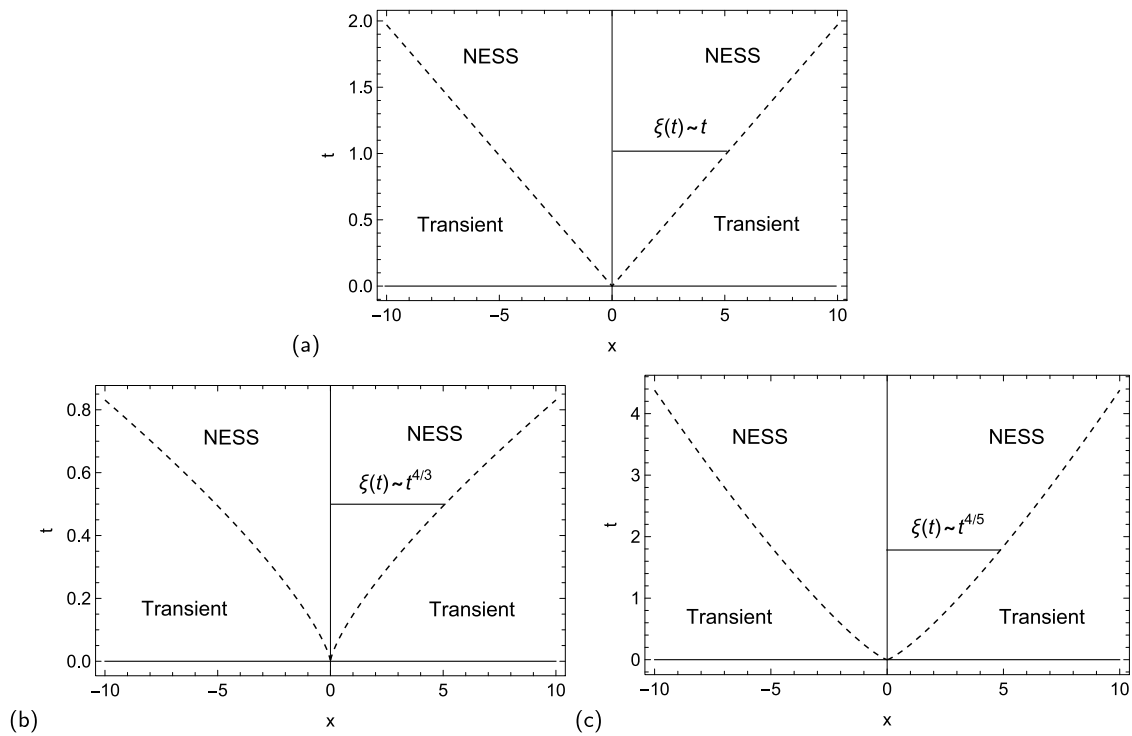 2.0
NESS
NESS
1.5
ξ(t)~t
t
1.0
0.5
Transient
Transient
0.0
−10
−5
0
5
10
(a)
x
0.8
NESS
NESS
0.6
ξ(t)~t^{4/3}
t
0.4
0.2
Transient
Transient
0.0
−10
−5
0
5
10
(b)
x
4
NESS
NESS
3
ξ(t)~t^{4/5}
t
2
1
Transient
Transient
0
−10
−5
0
5
10
(c)
x